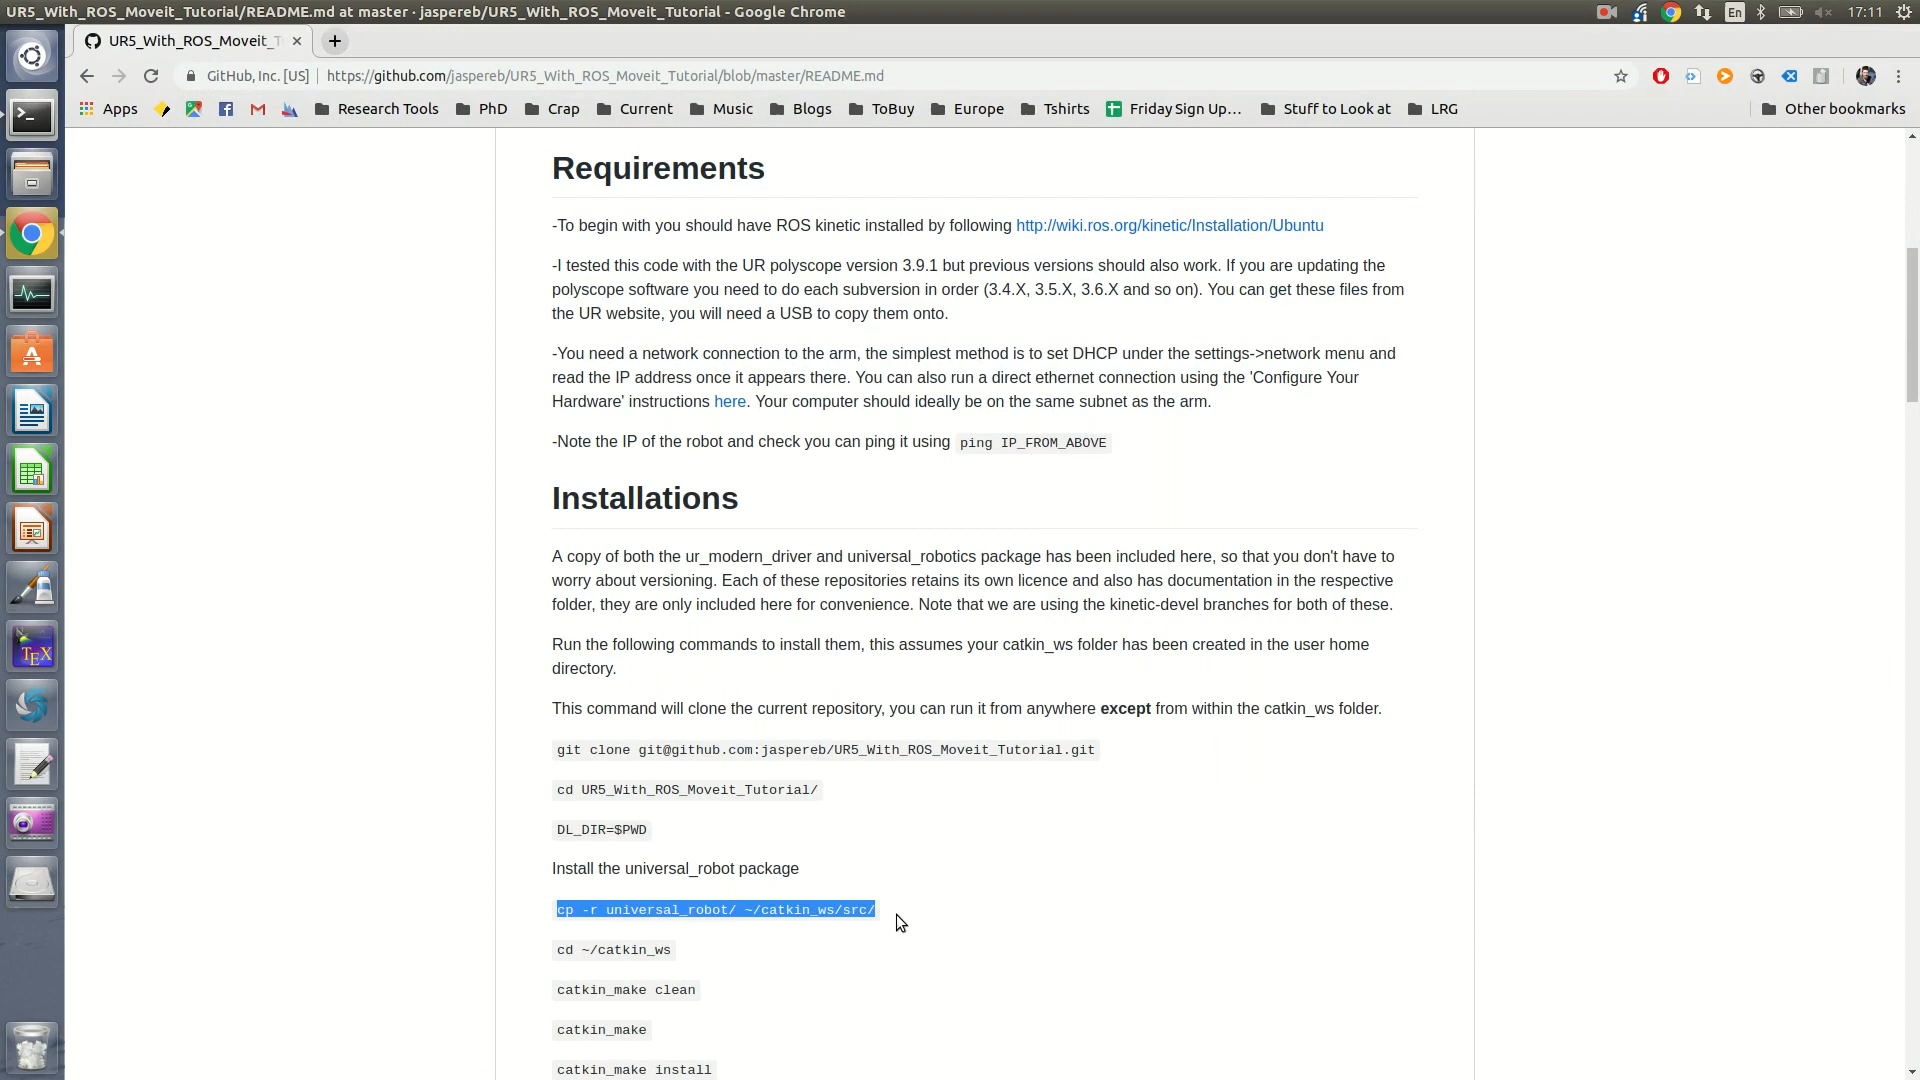 UR5_With_ROS_Moveit_Tutorial/README.md at master · jaspereb/UR5_With_ROS_Moveit_Tutorial - Google Chrome
En
17:11
UR5_With_ROS_Moveit_T
GitHub, Inc. [US]
https://github.com/jaspereb/UR5_With_ROS_Moveit_Tutorial/blob/master/README.md
Apps
Research Tools
PhD
Crap
Current
Music
Blogs
ToBuy
Europe
Tshirts
Friday Sign Up…
Stuff to Look at
LRG
Other bookmarks
Requirements
-To begin with you should have ROS kinetic installed by following http://wiki.ros.org/kinetic/Installation/Ubuntu
-I tested this code with the UR polyscope version 3.9.1 but previous versions should also work. If you are updating the
polyscope software you need to do each subversion in order (3.4.X, 3.5.X, 3.6.X and so on). You can get these files from
the UR website, you will need a USB to copy them onto.
-You need a network connection to the arm, the simplest method is to set DHCP under the settings->network menu and
read the IP address once it appears there. You can also run a direct ethernet connection using the 'Configure Your
Hardware' instructions here. Your computer should ideally be on the same subnet as the arm.
-Note the IP of the robot and check you can ping it using ping IP_FROM_ABOVE
Installations
A copy of both the ur_modern_driver and universal_robotics package has been included here, so that you don't have to
worry about versioning. Each of these repositories retains its own licence and also has documentation in the respective
folder, they are only included here for convenience. Note that we are using the kinetic-devel branches for both of these.
Run the following commands to install them, this assumes your catkin_ws folder has been created in the user home
directory.
This command will clone the current repository, you can run it from anywhere except from within the catkin_ws folder.
git clone git@github.com:jaspereb/UR5_With_ROS_Moveit_Tutorial.git
cd UR5_With_ROS_Moveit_Tutorial/
DL_DIR=$PWD
Install the universal_robot package
cp -r universal_robot/ ~/catkin_ws/src/
cd ~/catkin_ws
catkin_make clean
catkin_make
catkin_make install
TEX